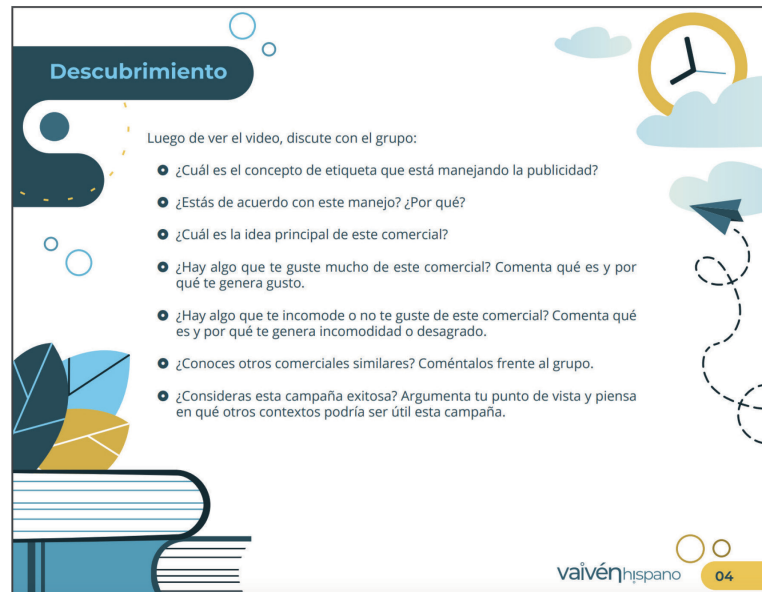 Descubrimiento
Luego de ver el video, discute con el grupo:
¿Cuál es el concepto de etiqueta que está manejando la publicidad?
¿Estás de acuerdo con este manejo? ¿Por qué?
¿Cuál es la idea principal de este comercial?
¿Hay algo que te guste mucho de este comercial? Comenta qué es y por
qué te genera gusto.
¿Hay algo que te incomode o no te guste de este comercial? Comenta qué
es y por qué te genera incomodidad o desagrado.
¿Conoces otros comerciales similares? Coméntalos frente al grupo.
¿Consideras esta campaña exitosa? Argumenta tu punto de vista y piensa
en qué otros contextos podría ser útil esta campaña.
vaivén hispano
04